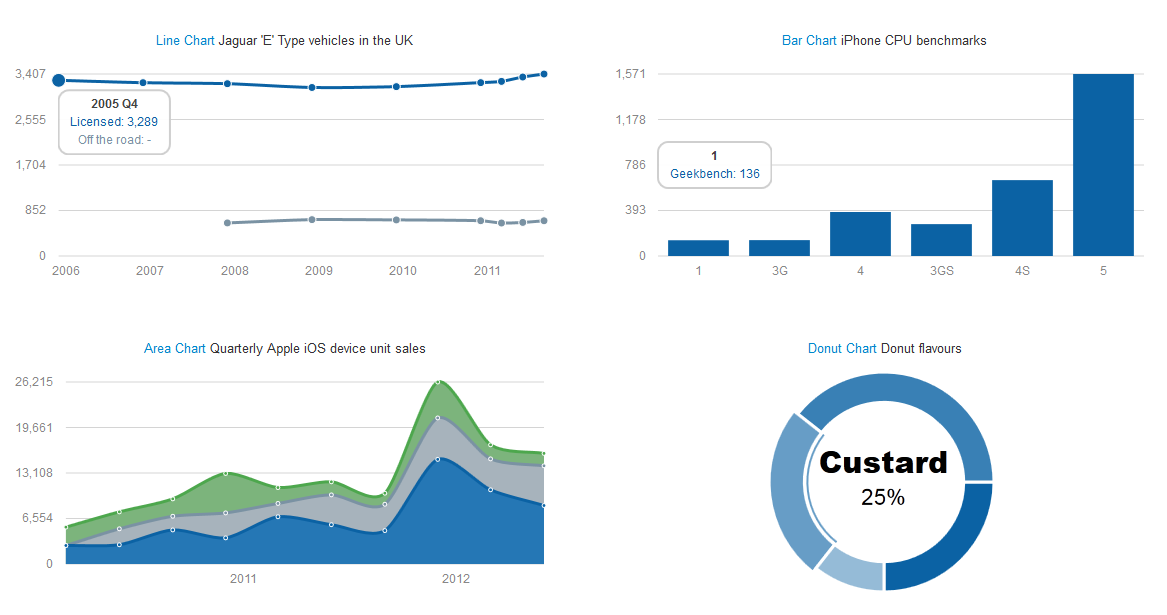 Line Chart Jaguar 'E' Type vehicles in the UK
3,407
2,555
1,704
852
0
2005 Q4
Licensed: 3,289
Off the road: -
2006 2007 2008 2009 2010 2011
Bar Chart iPhone CPU benchmarks
1,571
1,178
786
393
0
1
Geekbench: 136
1 3G 4 3GS 4S 5
Area Chart Quarterly Apple iOS device unit sales
26,215
19,661
13,108
6,554
0
2011 2012
Donut Chart Donut flavours
Custard
25%